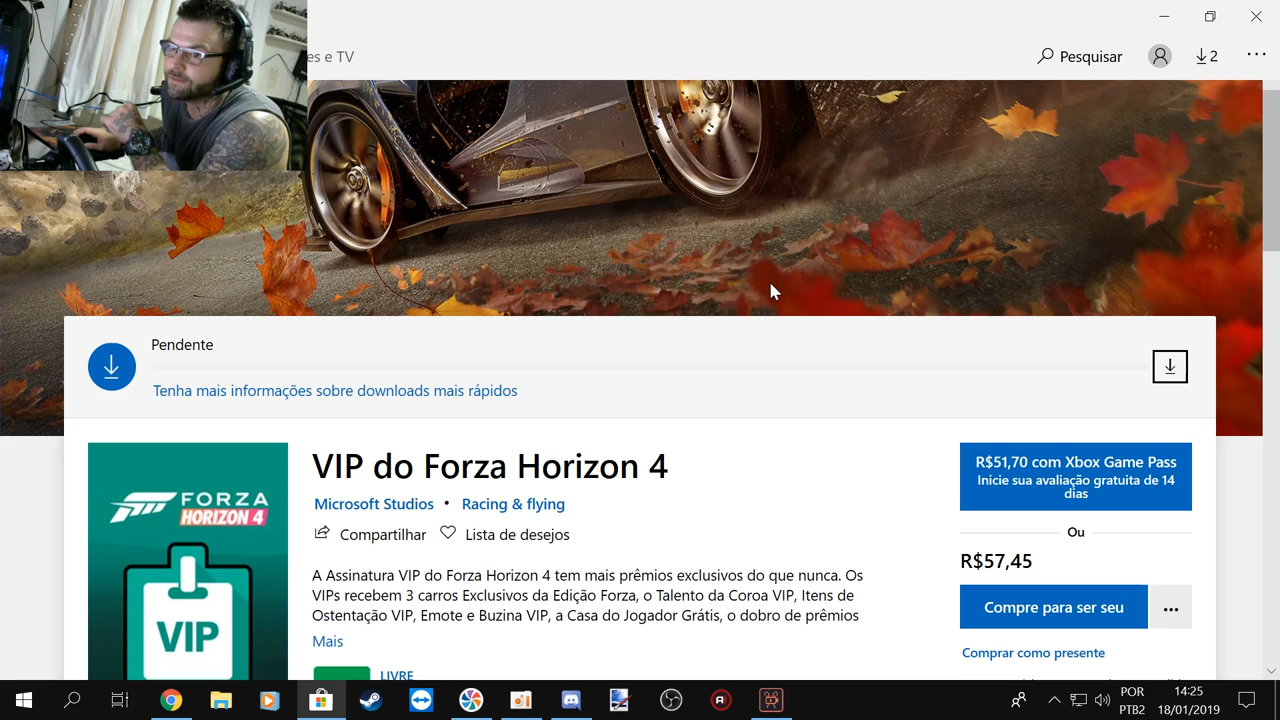 es e TV
Pesquisar
2
Pendente
Tenha mais informações sobre downloads mais rápidos
FORZA
HORIZON 4
VIP
VIP do Forza Horizon 4
Microsoft Studios • Racing & flying
Compartilhar Lista de desejos
A Assinatura VIP do Forza Horizon 4 tem mais prêmios exclusivos do que nunca. Os
VIPs recebem 3 carros Exclusivos da Edição Forza, o Talento da Coroa VIP, Itens de
Ostentação VIP, Emote e Buzina VIP, a Casa do Jogador Grátis, o dobro de prêmios
Mais
LIVRE
R$51,70 com Xbox Game Pass
Inicie sua avaliação gratuita de 14
dias
Ou
R$57,45
Compre para ser seu
Comprar como presente
POR
PTB2
14:25
18/01/2019